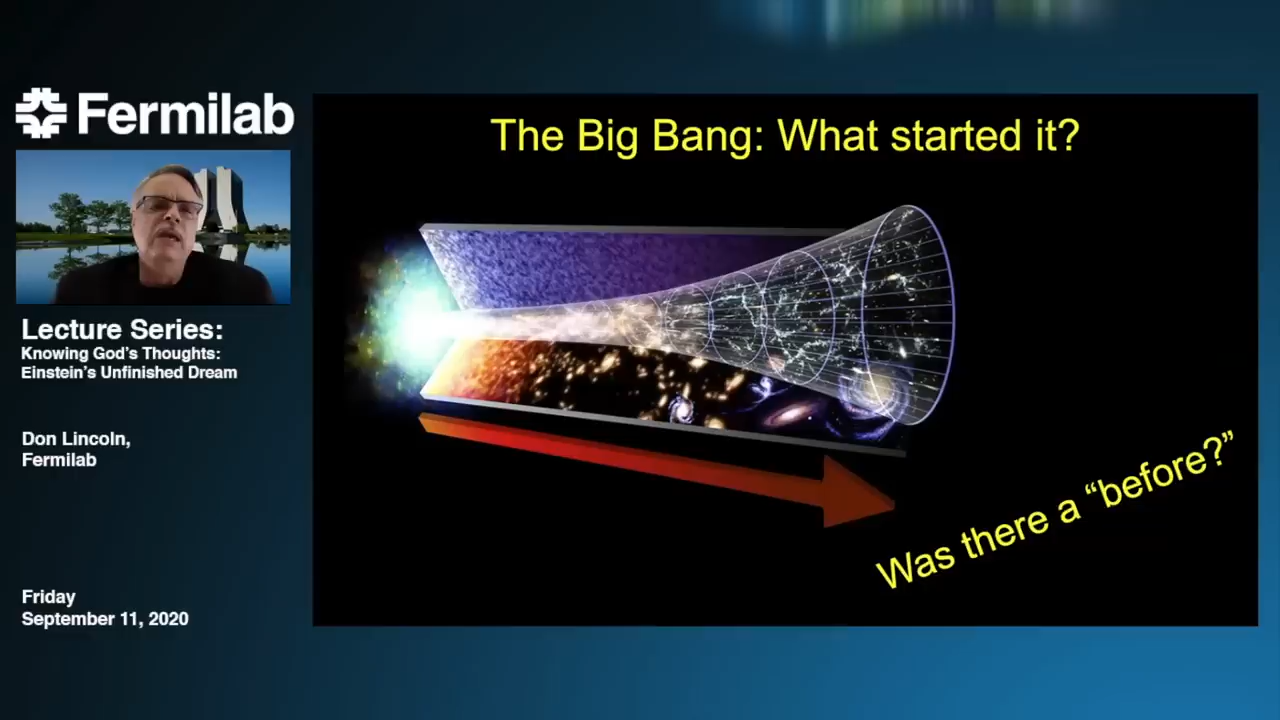 Fermilab
The Big Bang: What started it?
Lecture Series:
Knowing God's Thoughts:
Einstein's Unfinished Dream
Don Lincoln,
Fermilab
Was there a “before?”
Friday
September 11, 2020